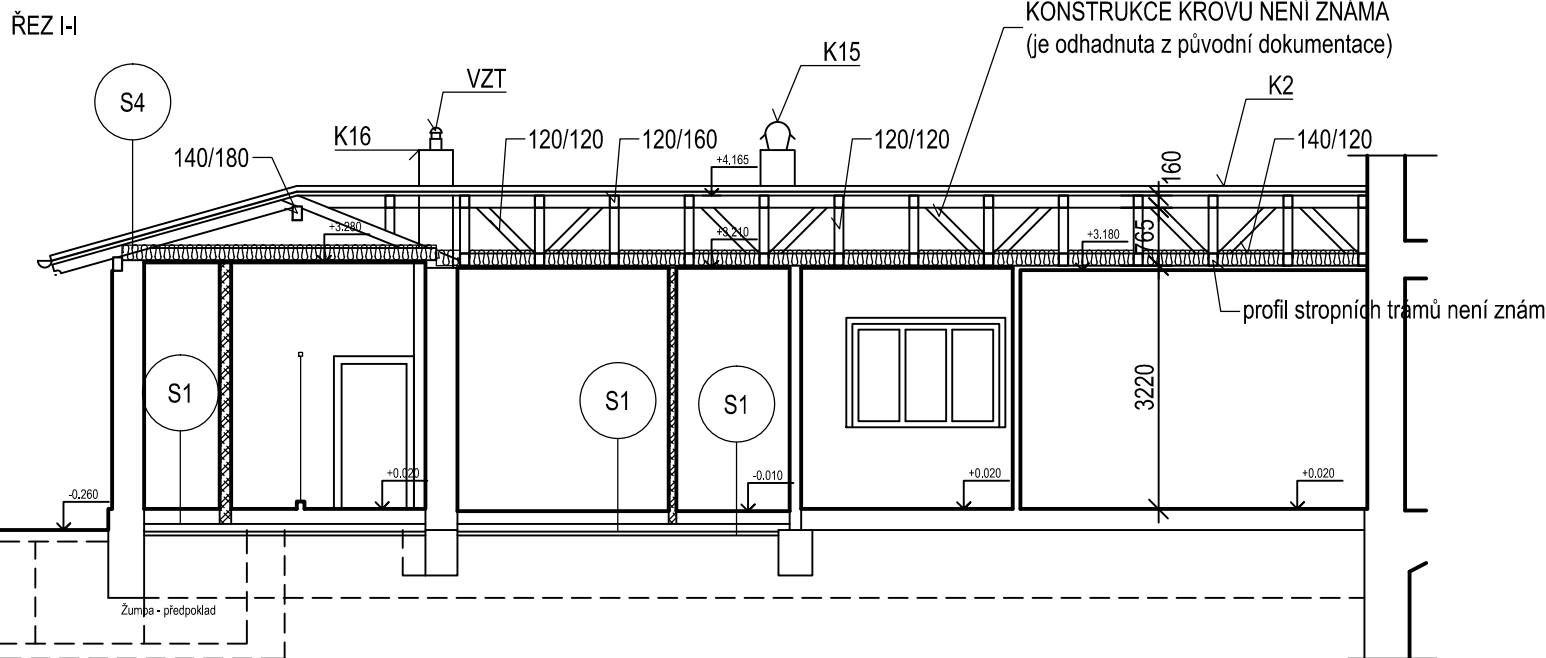 ŘEZ I-I
KONSTRUKCE KROVU NENÍ ZNÁMA
(je odhadnuta z původní dokumentace)
K15
VZT
K2
S4
K16
120/120
120/160
120/120
140/120
140/180
+4,165
160
+3.280
+3.210
+3.180
765
profil stropních trámů není znám
S1
S1
S1
3220
-0.260
+0.020
-0.010
+0.020
+0.020
Žumpa - předpoklad